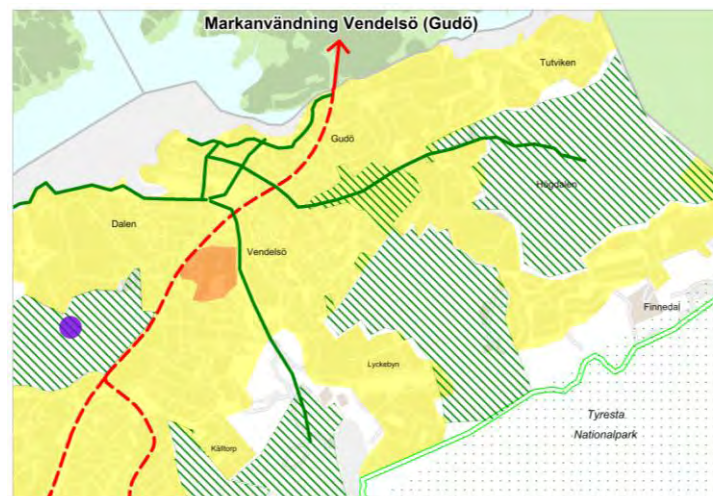 Markanvändning Vendelsö (Gudö)
Tutviken
Gudö
Högdalen
Dalen
Vendelsö
Finnedal
Lyckebyn
Tyresta
Nationalpark
Källtorp